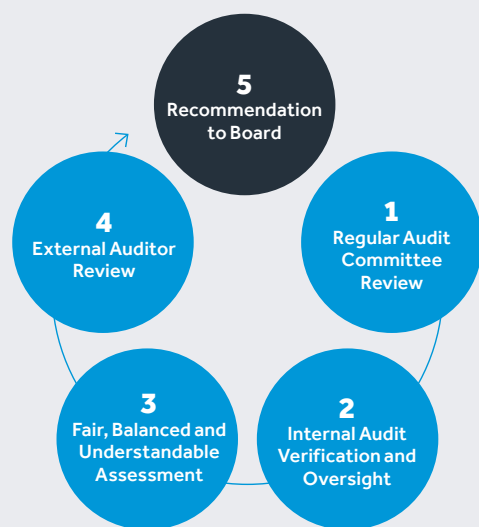 5
Recommendation
to Board
4
External Auditor
Review
1
Regular Audit
Committee
Review
3
Fair, Balanced and
Understandable
Assessment
2
Internal Audit
Verification and
Oversight